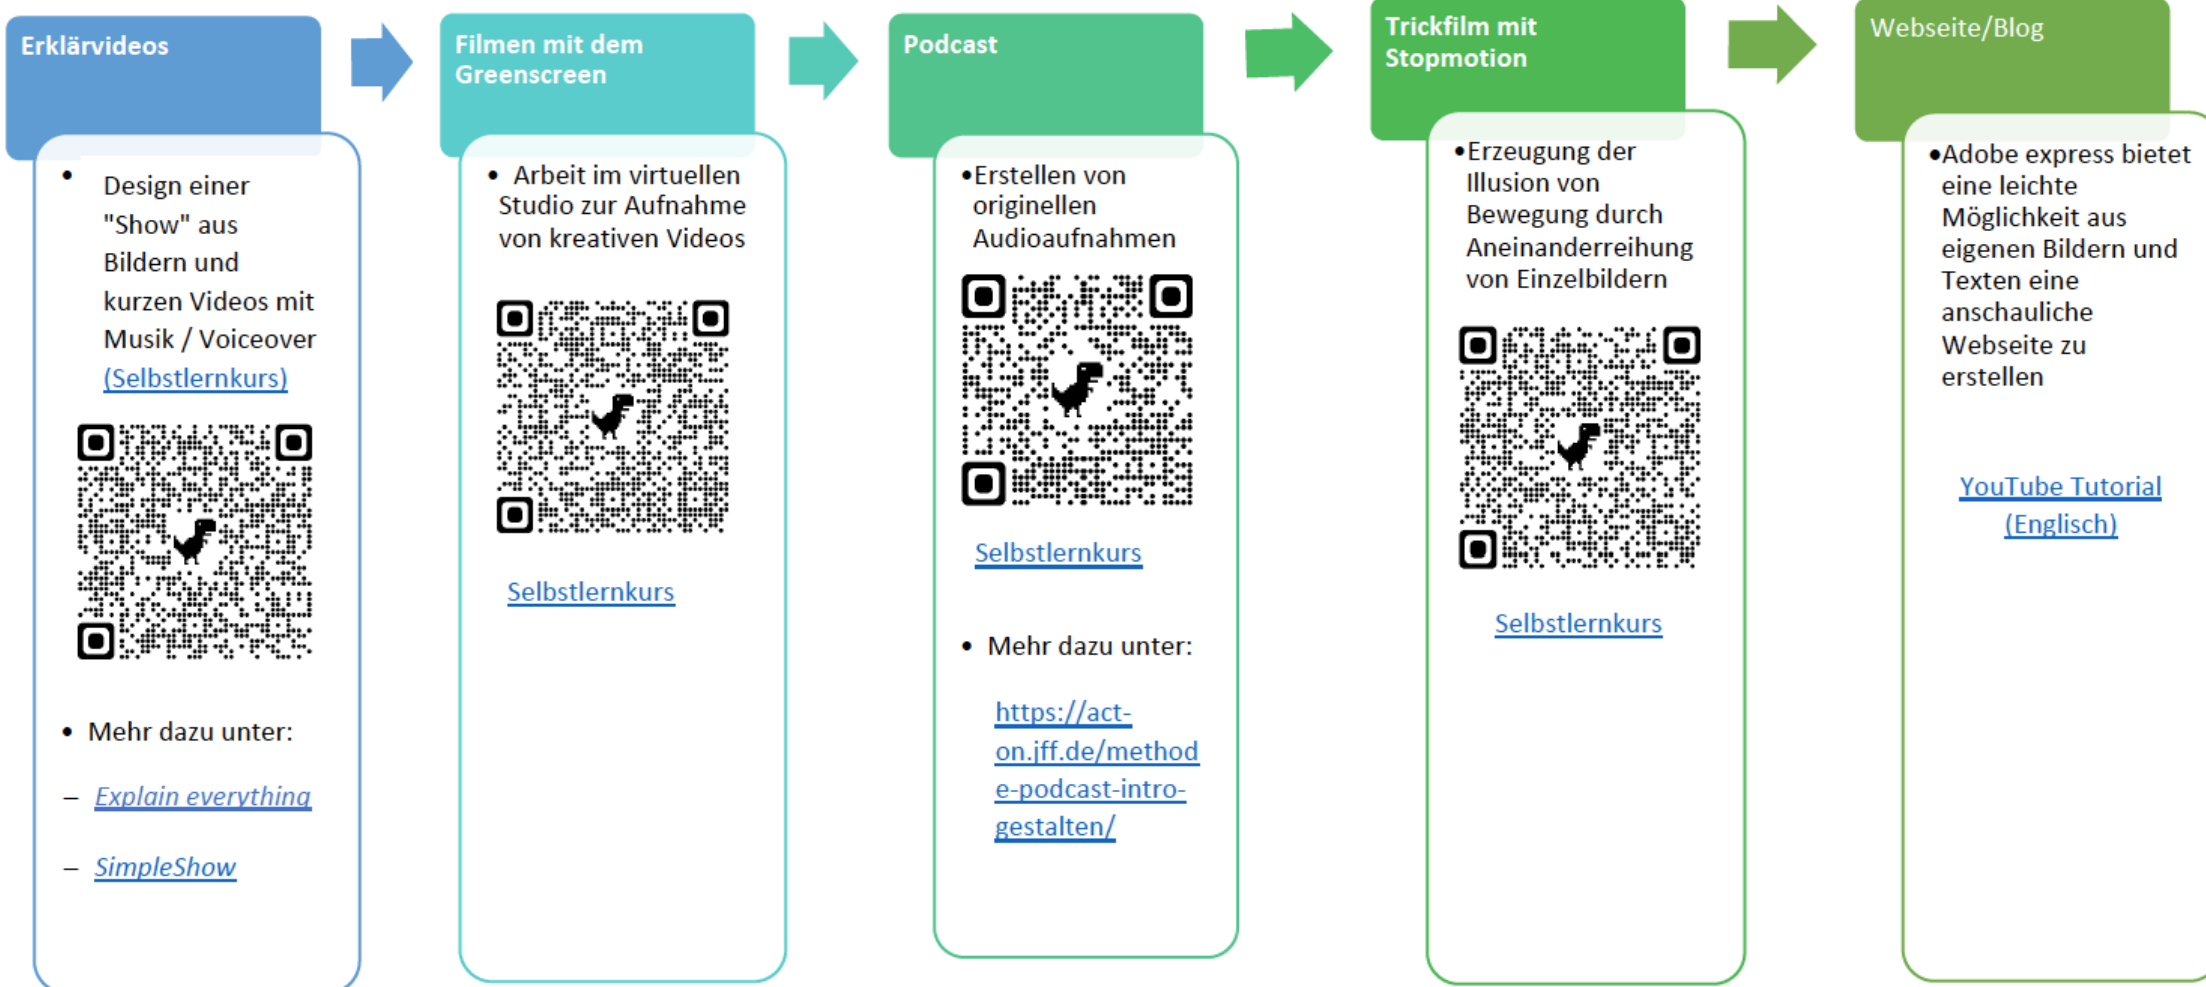 Erklärvideos
• Design einer
"Show" aus
Bildern und
kurzen Videos mit
Musik / Voiceover
(Selbstlernkurs)
• Mehr dazu unter:
– Explain everything
– SimpleShow
Filmen mit dem
Greenscreen
• Arbeit im virtuellen
Studio zur Aufnahme
von kreativen Videos
Selbstlernkurs
Podcast
•Erstellen von
originellen
Audioaufnahmen
Selbstlernkurs
• Mehr dazu unter:
https://act-
on.jff.de/method
e-podcast-intro-
gestalten/
Trickfilm mit
Stopmotion
•Erzeugung der
Illusion von
Bewegung durch
Aneinanderreihung
von Einzelbildern
Selbstlernkurs
Webseite/Blog
•Adobe express bietet
eine leichte
Möglichkeit aus
eigenen Bildern und
Texten eine
anschauliche
Webseite zu
erstellen
YouTube Tutorial
(Englisch)